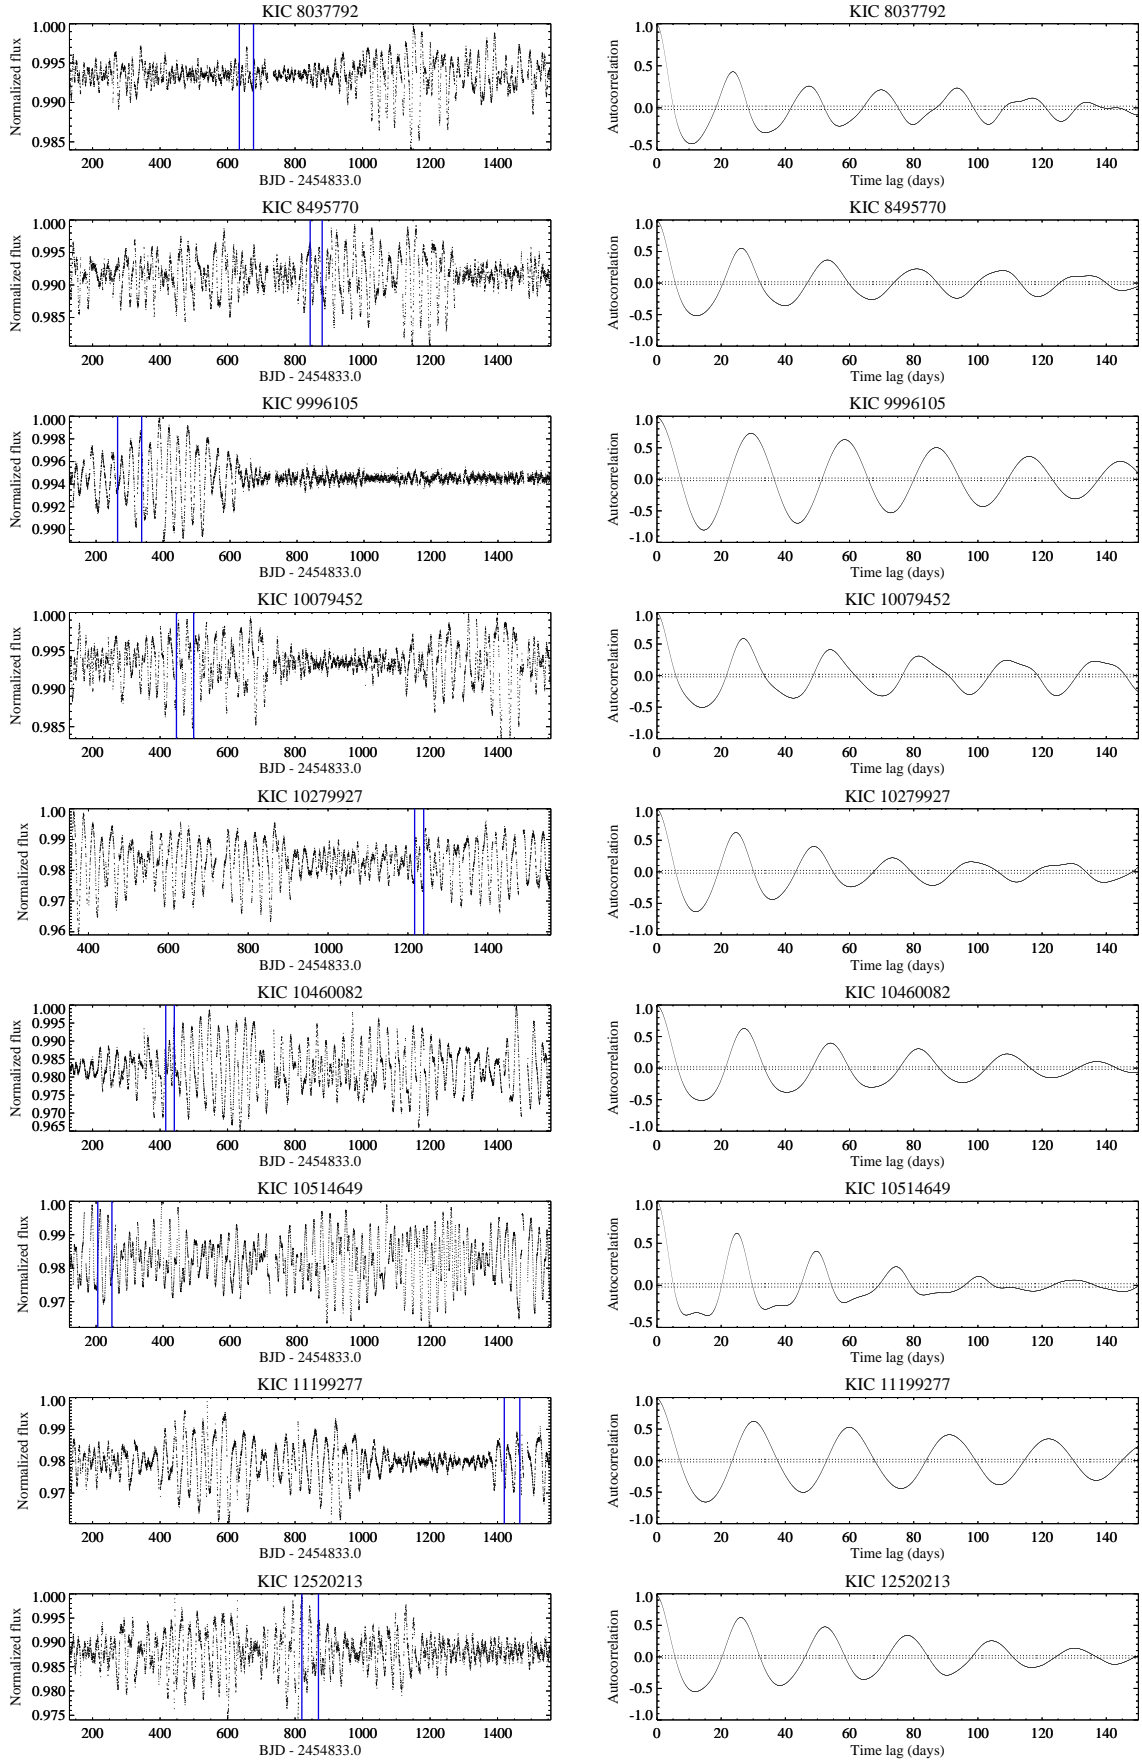 KIC 8037792 KIC 8037792
Normalized flux
1.000
0.995
0.990
0.985
200 400 600 800 1000 1200 1400
BJD - 2454833.0
Autocorrelation
0.5
0.0
-0.5
0 20 40 60 80 100 120 140
Time lag (days)
KIC 8495770 KIC 8495770
Normalized flux
1.000
0.995
0.990
0.985
200 400 600 800 1000 1200 1400
BJD - 2454833.0
Autocorrelation
1.0
0.5
0.0
-0.5
-1.0
0 20 40 60 80 100 120 140
Time lag (days)
KIC 9996105 KIC 9996105
Normalized flux
1.000
0.998
0.996
0.994
0.992
0.990
200 400 600 800 1000 1200 1400
BJD - 2454833.0
Autocorrelation
1.0
0.5
0.0
-0.5
-1.0
0 20 40 60 80 100 120 140
Time lag (days)
KIC 10079452 KIC 10079452
Normalized flux
1.000
0.995
0.990
0.985
200 400 600 800 1000 1200 1400
BJD - 2454833.0
Autocorrelation
1.0
0.5
0.0
-0.5
-1.0
0 20 40 60 80 100 120 140
Time lag (days)
KIC 10279927 KIC 10279927
Normalized flux
1.00
0.99
0.98
0.97
0.96
400 600 800 1000 1200 1400
BJD - 2454833.0
Autocorrelation
1.0
0.5
0.0
-0.5
-1.0
0 20 40 60 80 100 120 140
Time lag (days)
KIC 10460082 KIC 10460082
Normalized flux
1.000
0.995
0.990
0.985
0.980
0.975
0.970
0.965
200 400 600 800 1000 1200 1400
BJD - 2454833.0
Autocorrelation
1.0
0.5
0.0
-0.5
-1.0
0 20 40 60 80 100 120 140
Time lag (days)
KIC 10514649 KIC 10514649
Normalized flux
1.00
0.99
0.98
0.97
200 400 600 800 1000 1200 1400
BJD - 2454833.0
Autocorrelation
1.0
0.5
0.0
-0.5
0 20 40 60 80 100 120 140
Time lag (days)
KIC 11199277 KIC 11199277
Normalized flux
1.00
0.99
0.98
0.97
200 400 600 800 1000 1200 1400
BJD - 2454833.0
Autocorrelation
1.0
0.5
0.0
-0.5
-1.0
0 20 40 60 80 100 120 140
Time lag (days)
KIC 12520213 KIC 12520213
Normalized flux
1.000
0.995
0.990
0.985
0.980
0.975
200 400 600 800 1000 1200 1400
BJD - 2454833.0
Autocorrelation
1.0
0.5
0.0
-0.5
-1.0
0 20 40 60 80 100 120 140
Time lag (days)